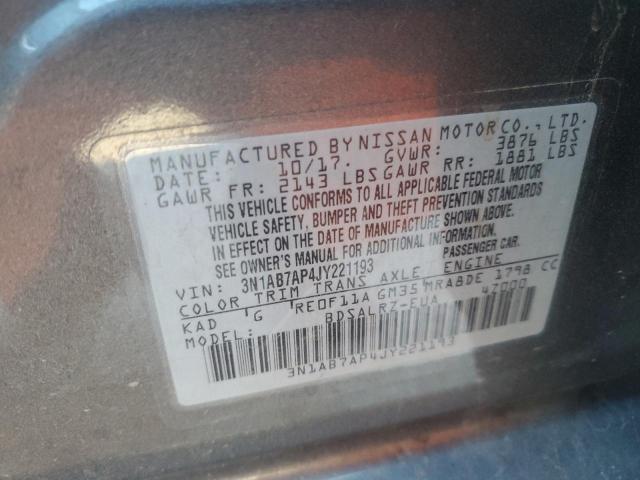 MANUFACTURED BY NISSAN MOTOR CO., LTD.
DATE: 10/17. GVWR: 3876 LBS
GAWR FR: 2143 LBS GAWR RR: 1881 LBS
THIS VEHICLE CONFORMS TO ALL APPLICABLE FEDERAL MOTOR
VEHICLE SAFETY, BUMPER AND THEFT PREVENTION STANDARDS
IN EFFECT ON THE DATE OF MANUFACTURE SHOWN ABOVE.
SEE OWNER'S MANUAL FOR ADDITIONAL INFORMATION.
VIN: 3N1AB7AP4JY221193 PASSENGER CAR.
COLOR TRIM TRANS AXLE ENGINE
KAD G RE0F11A GM35 MRA8DE 1798 CC
MODEL: BDSALRZ-EUA 4Z000
3N1AB7AP4JY221193